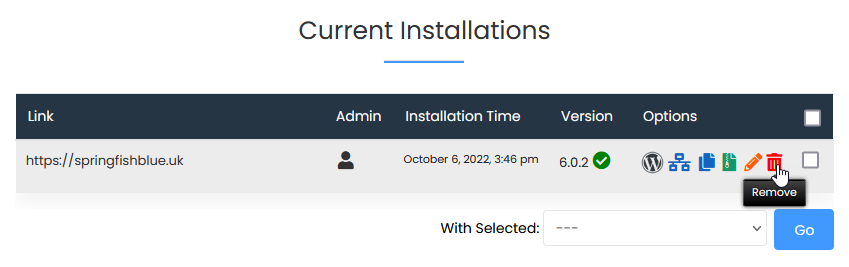 Current Installations
Link Admin Installation Time Version Options
https://springfishblue.uk October 6, 2022, 3:46 pm 6.0.2
Remove
With Selected: --- Go